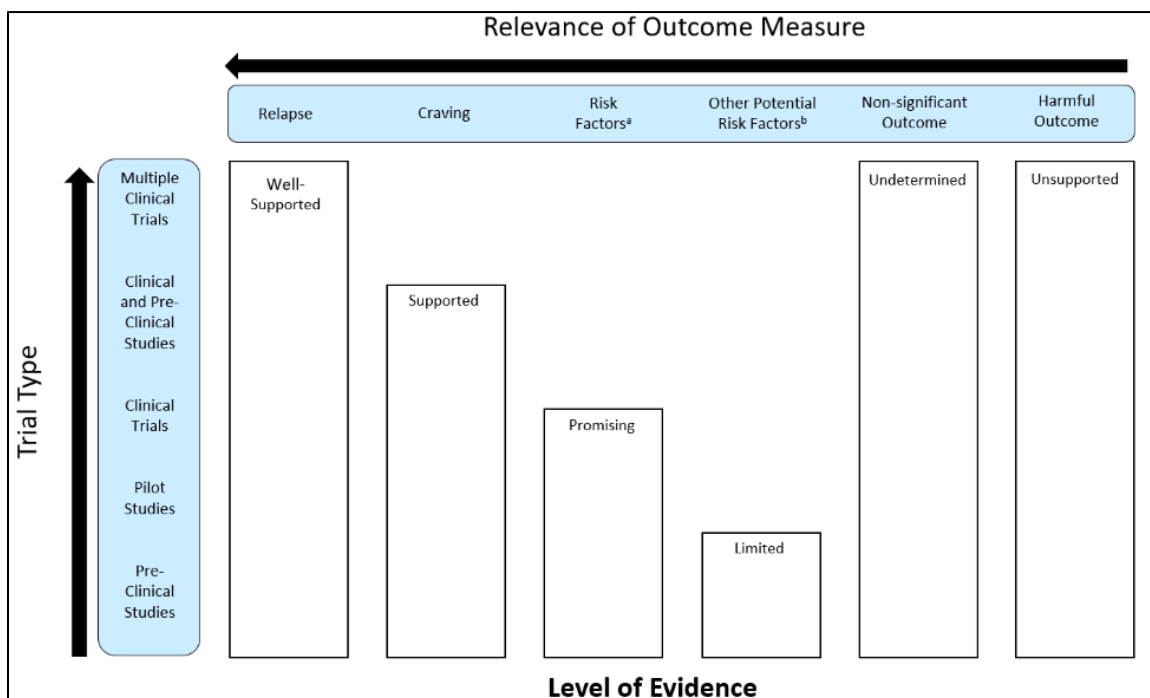 Relevance of Outcome Measure
Relapse
Craving
Risk
Factorsᵃ
Other Potential
Risk Factorsᵇ
Non-significant
Outcome
Harmful
Outcome
Trial Type
Multiple
Clinical
Trials
Clinical
and Pre-
Clinical
Studies
Clinical
Trials
Pilot
Studies
Pre-
Clinical
Studies
Well-
Supported
Supported
Promising
Limited
Undetermined
Unsupported
Level of Evidence